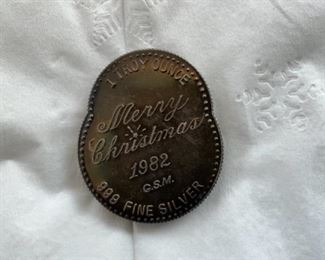 1 TROY OUNCE
Merry
Christmas
1982
G.S.M.
999 FINE SILVER